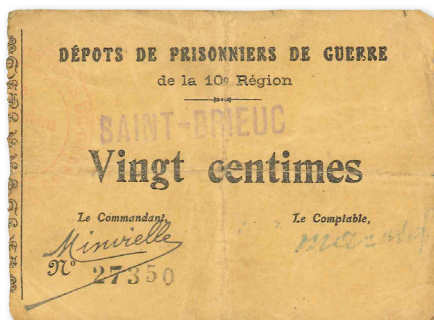 DÉPOTS DE PRISONNIERS DE GUERRE
de la 10e Région
SAINT-BRIEUC
Vingt centimes
Le Commandant, Le Comptable,
Minvielle
No 27350